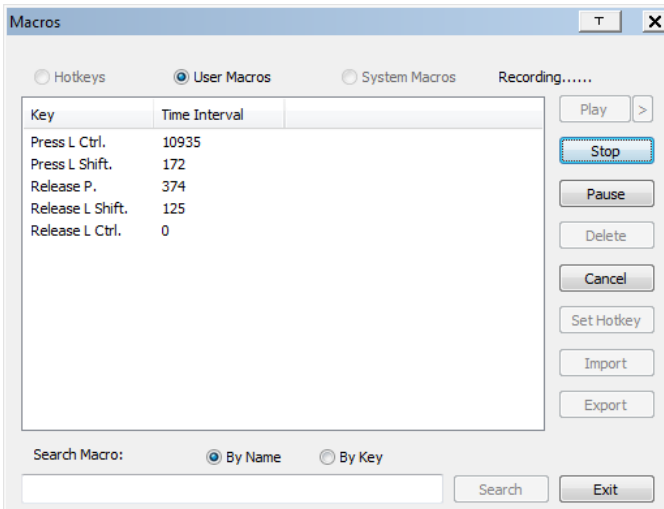 Macros T X
Hotkeys User Macros System Macros Recording......
Key Time Interval Play >
Press L Ctrl. 10935
Stop
Press L Shift. 172
Release P. 374
Pause
Release L Shift. 125
Release L Ctrl. 0
Delete
Cancel
Set Hotkey
Import
Export
Search Macro: By Name By Key
Search Exit